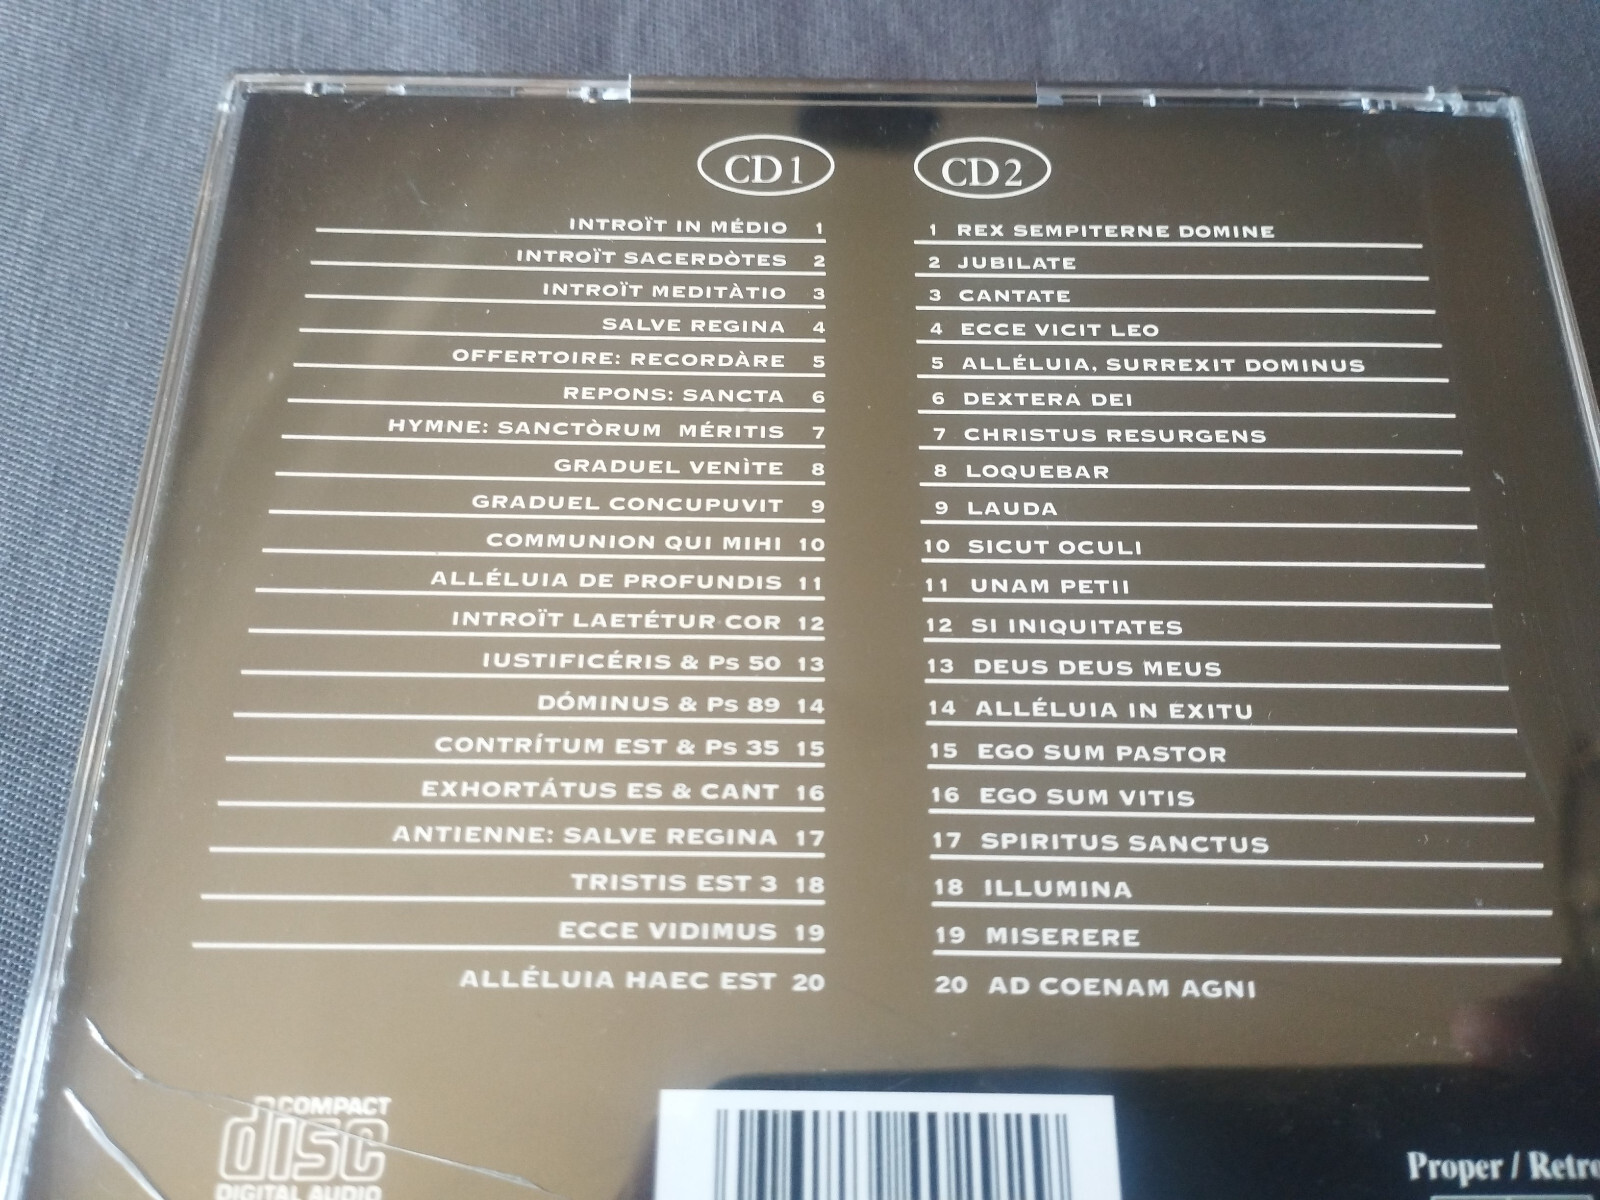 CD1
INTROÏT IN MÉDIO 1
INTROÏT SACERDÒTES 2
INTROÏT MEDITÀTIO 3
SALVE REGINA 4
OFFERTOIRE: RECORDÀRE 5
REPONS: SANCTA 6
HYMNE: SANCTÒRUM MÉRITIS 7
GRADUEL VENÌTE 8
GRADUEL CONCUPUVIT 9
COMMUNION QUI MIHI 10
ALLÉLUIA DE PROFUNDIS 11
INTROÏT LAETÉTUR COR 12
IUSTIFICÉRIS & Ps 50 13
DÓMINUS & Ps 89 14
CONTRÍTUM EST & Ps 35 15
EXHORTÁTUS ES & CANT 16
ANTIENNE: SALVE REGINA 17
TRISTIS EST 3 18
ECCE VIDIMUS 19
ALLÉLUIA HAEC EST 20
CD2
1 REX SEMPITERNE DOMINE
2 JUBILATE
3 CANTATE
4 ECCE VICIT LEO
5 ALLÉLUIA, SURREXIT DOMINUS
6 DEXTERA DEI
7 CHRISTUS RESURGENS
8 LOQUEBAR
9 LAUDA
10 SICUT OCULI
11 UNAM PETII
12 SI INIQUITATES
13 DEUS DEUS MEUS
14 ALLÉLUIA IN EXITU
15 EGO SUM PASTOR
16 EGO SUM VITIS
17 SPIRITUS SANCTUS
18 ILLUMINA
19 MISERERE
20 AD COENAM AGNI
COMPACT
disc
DIGITAL AUDIO
Proper / Retro